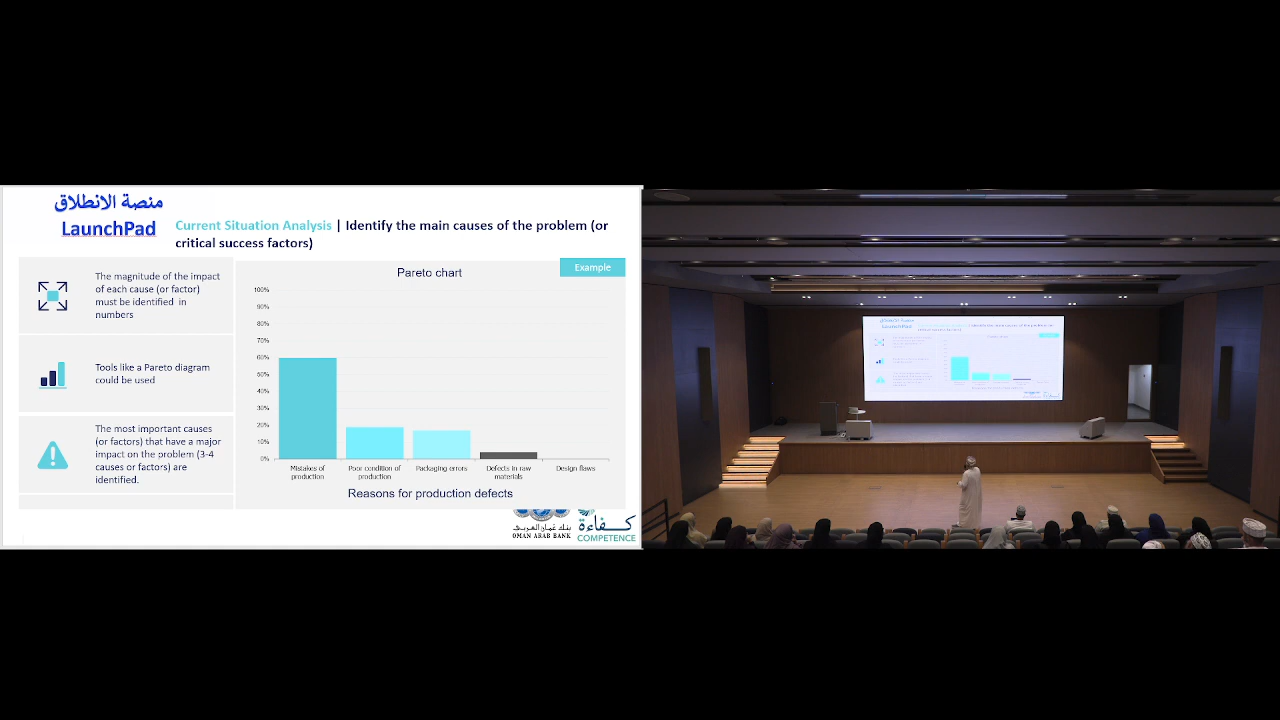 منصة الانطلاق
LaunchPad
Current Situation Analysis | Identify the main causes of the problem (or
critical success factors)
The magnitude of the impact
of each cause (or factor)
must be identified in
numbers
Tools like a Pareto diagram
could be used
The most important causes
(or factors) that have a major
impact on the problem (3-4
causes or factors) are
identified.
Example
Pareto chart
100%
90%
80%
70%
60%
50%
40%
30%
20%
10%
0%
Mistakes of
production
Poor condition of
production
Packaging errors
Defects in raw
materials
Design flaws
Reasons for production defects
بنك عمان العربي
OMAN ARAB BANK
كفاءة
COMPETENCE